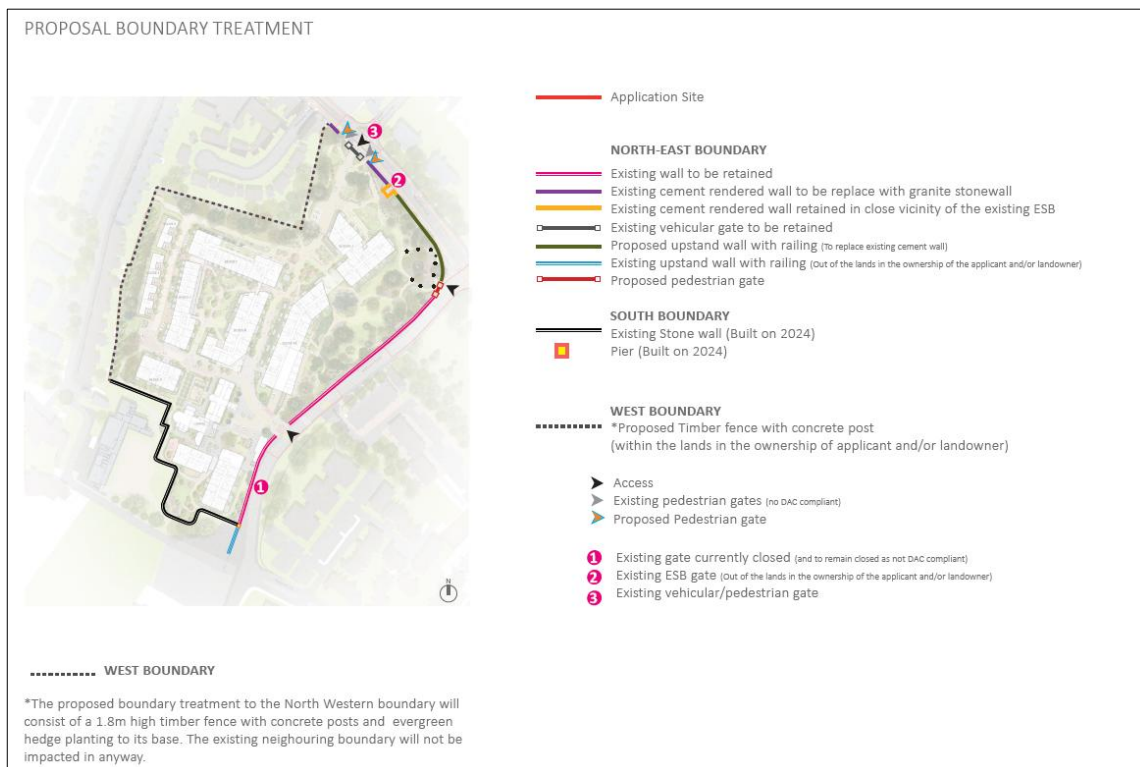 PROPOSAL BOUNDARY TREATMENT
Application Site
NORTH-EAST BOUNDARY
Existing wall to be retained
Existing cement rendered wall to be replace with granite stonewall
Existing cement rendered wall retained in close vicinity of the existing ESB
Existing vehicular gate to be retained
Proposed upstand wall with railing (To replace existing cement wall)
Existing upstand wall with railing (Out of the lands in the ownership of the applicant and/or landowner)
Proposed pedestrian gate
SOUTH BOUNDARY
Existing Stone wall (Built on 2024)
Pier (Built on 2024)
WEST BOUNDARY
*Proposed Timber fence with concrete post
(within the lands in the ownership of applicant and/or landowner)
Access
Existing pedestrian gates (no DAC compliant)
Proposed Pedestrian gate
1 Existing gate currently closed (and to remain closed as not DAC compliant)
2 Existing ESB gate (Out of the lands in the ownership of the applicant and/or landowner)
3 Existing vehicular/pedestrian gate
3
2
1
N
WEST BOUNDARY
*The proposed boundary treatment to the North Western boundary will
consist of a 1.8m high timber fence with concrete posts and evergreen
hedge planting to its base. The existing neighouring boundary will not be
impacted in anyway.